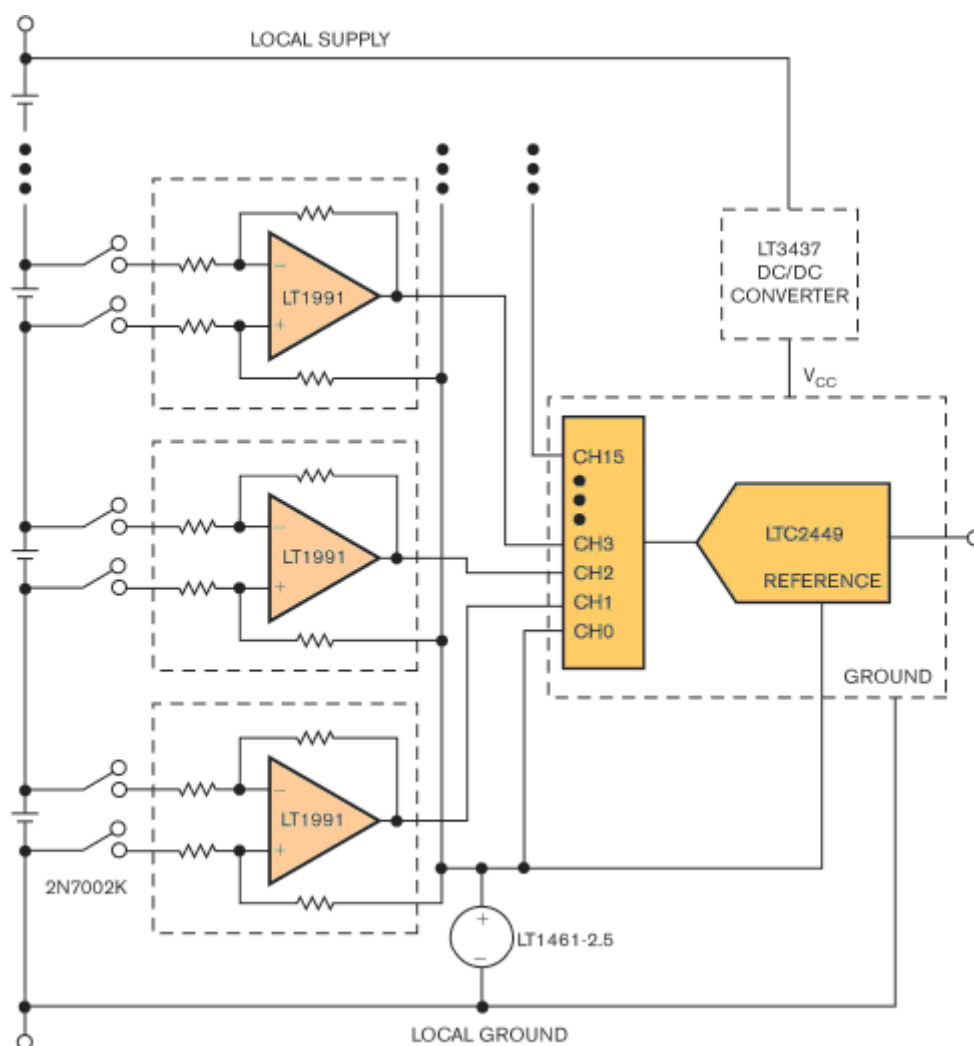 LOCAL SUPPLY
LT3437
DC/DC
CONVERTER
VCC
−
LT1991
+
−
LT1991
+
−
LT1991
+
2N7002K
CH15
CH3
CH2
CH1
CH0
LTC2449
REFERENCE
GROUND
+
−
LT1461-2.5
LOCAL GROUND